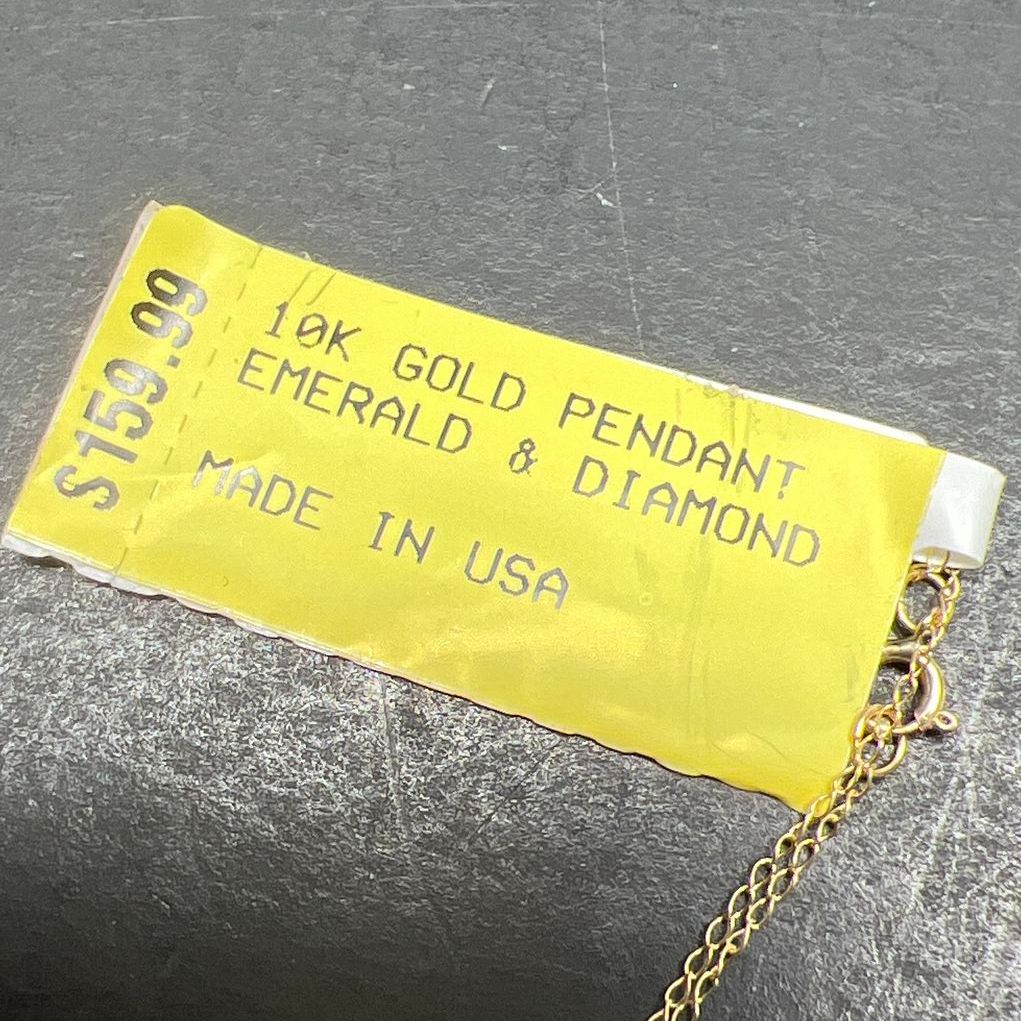 $159.99
10K GOLD PENDANT
EMERALD & DIAMOND
MADE IN USA